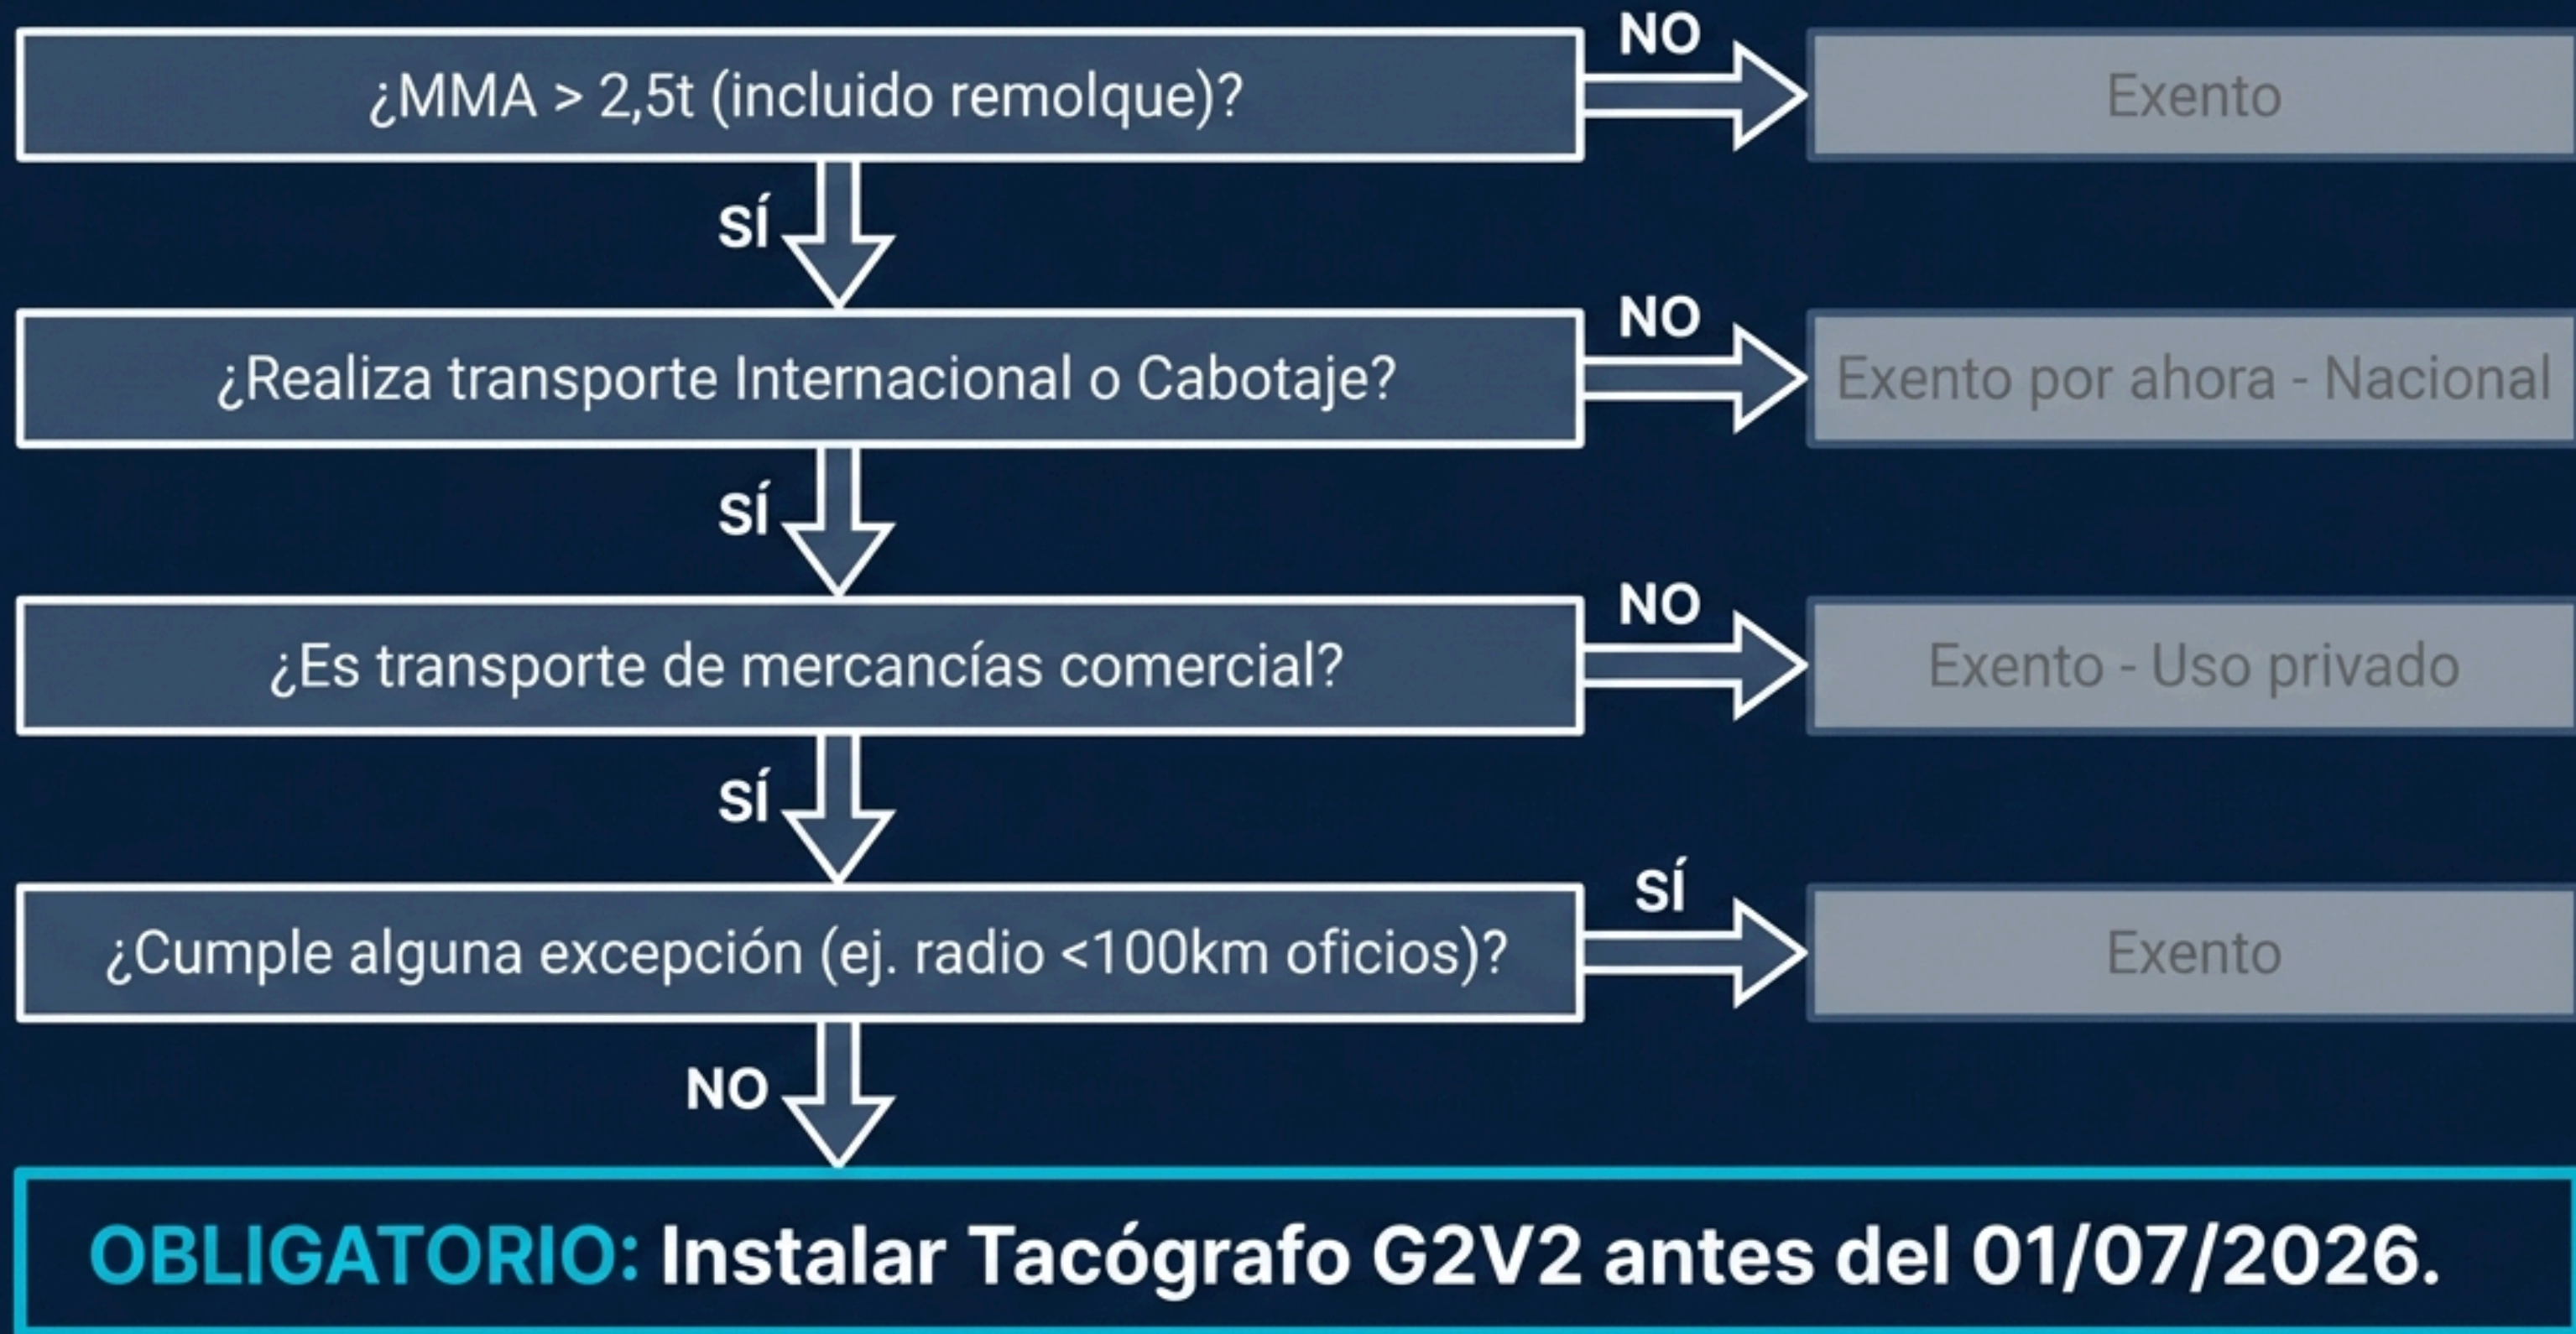 ¿MMA > 2,5t (incluido remolque)?
NO
Exento
SÍ
¿Realiza transporte Internacional o Cabotaje?
NO
Exento por ahora - Nacional
SÍ
¿Es transporte de mercancías comercial?
NO
Exento - Uso privado
SÍ
¿Cumple alguna excepción (ej. radio <100km oficios)?
SÍ
Exento
NO
OBLIGATORIO: Instalar Tacógrafo G2V2 antes del 01/07/2026.